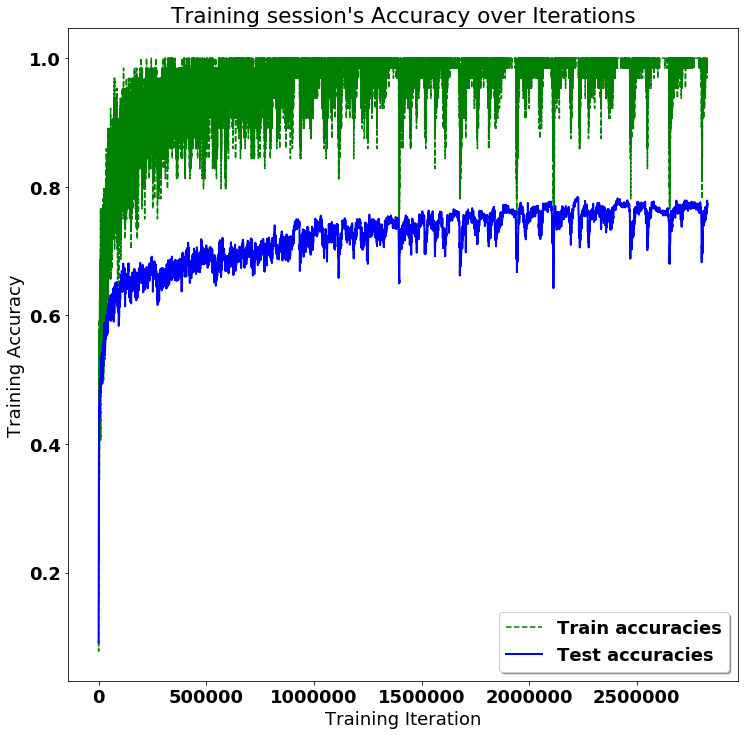 Training session's Accuracy over Iterations
Training Accuracy
1.0
0.8
0.6
0.4
0.2
0 500000 1000000 1500000 2000000 2500000
Training Iteration
Train accuracies
Test accuracies